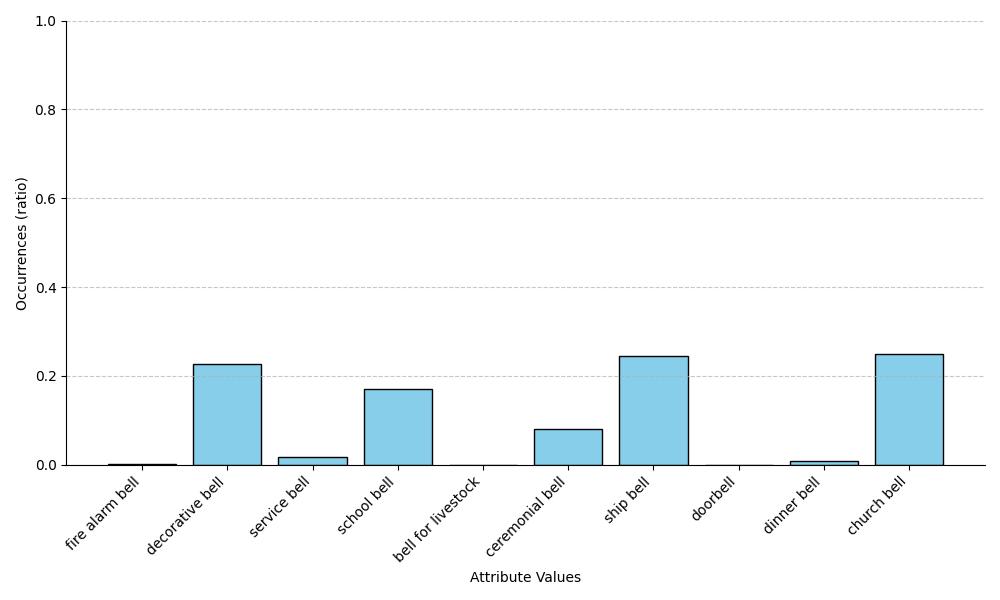 1.0
0.8
0.6
0.4
0.2
0.0
Occurrences (ratio)
fire alarm bell
decorative bell
service bell
school bell
bell for livestock
ceremonial bell
ship bell
doorbell
dinner bell
church bell
Attribute Values